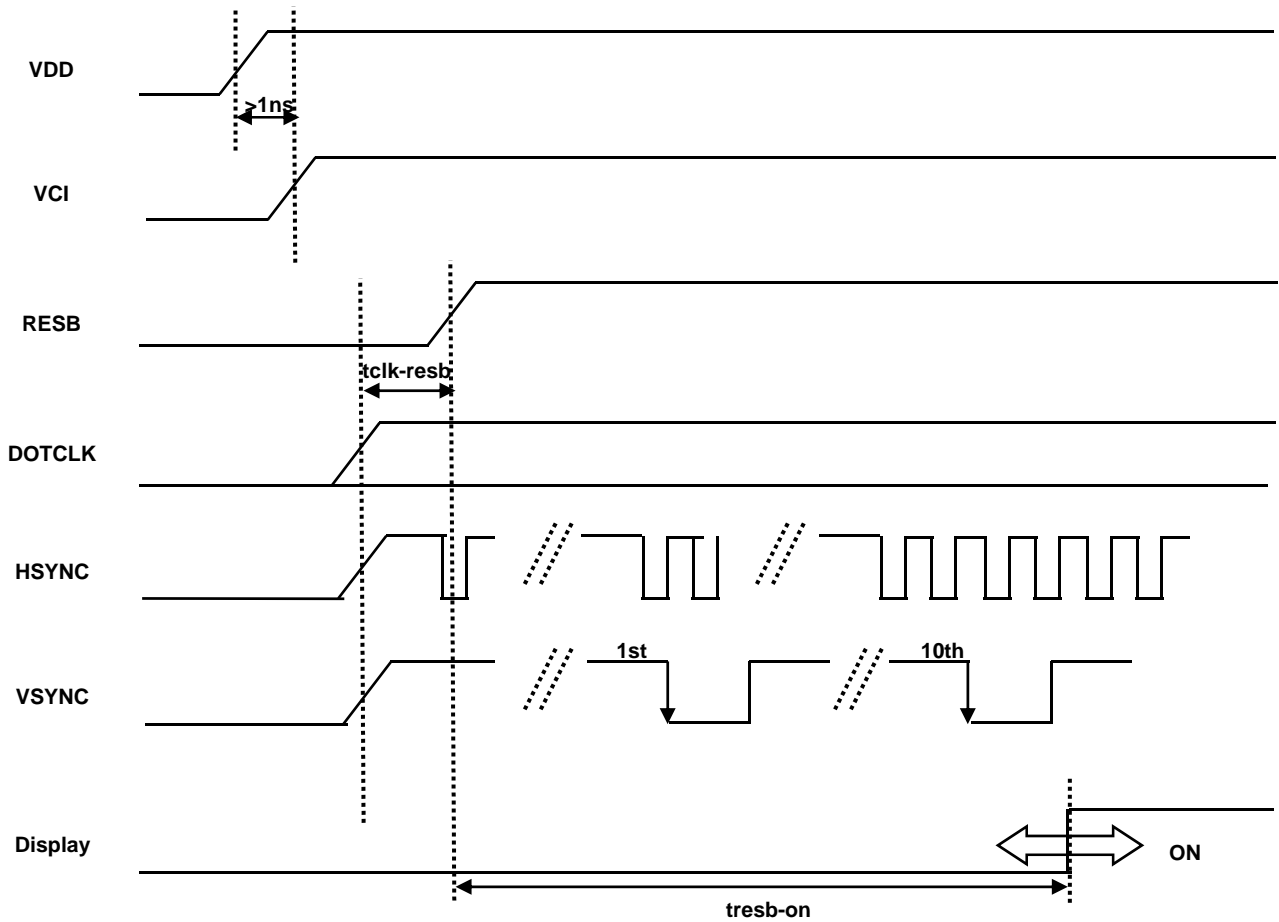 VDD
>1ns
VCI
RESB
tclk-resb
DOTCLK
HSYNC
1st
10th
VSYNC
Display
ON
tresb-on